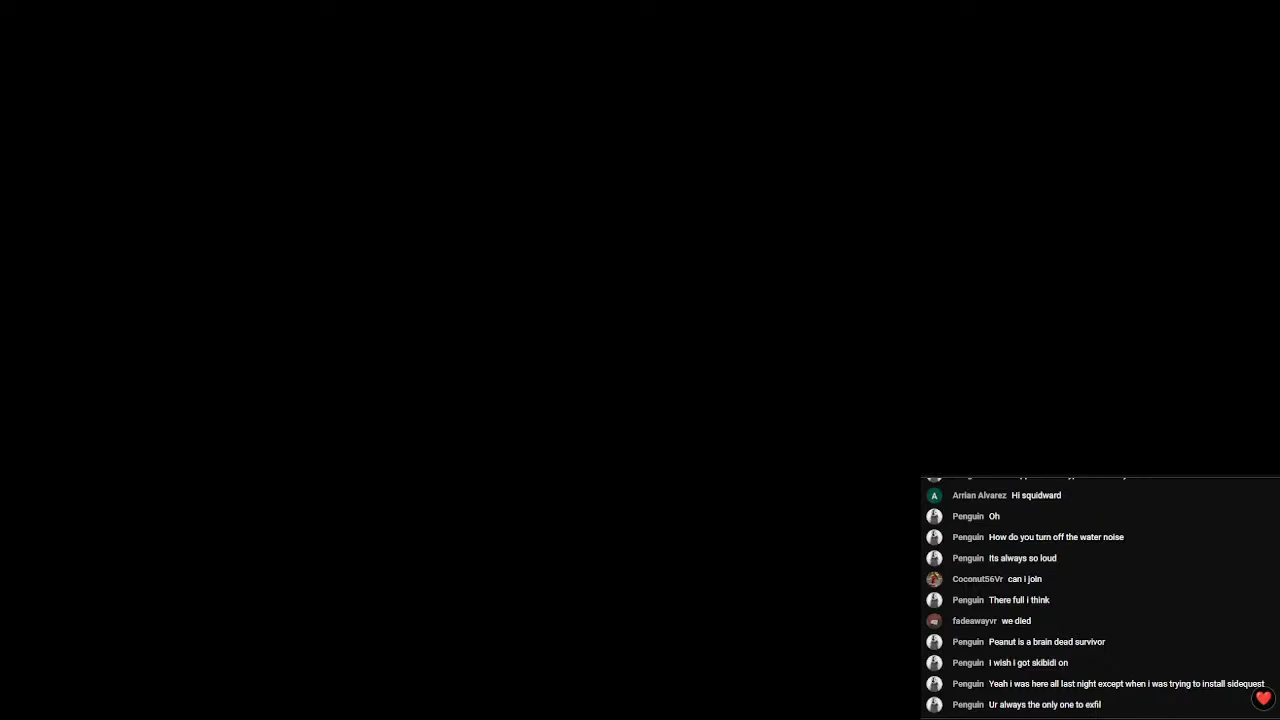 A Arrian Alvarez Hi squidward
Penguin Oh
Penguin How do you turn off the water noise
Penguin Its always so loud
Coconut56Vr can i join
Penguin There full i think
fadeawayvr we died
Penguin Peanut is a brain dead survivor
Penguin I wish i got skibidi on
Penguin Yeah i was here all last night except when i was trying to install sidequest
Penguin Ur always the only one to exfil